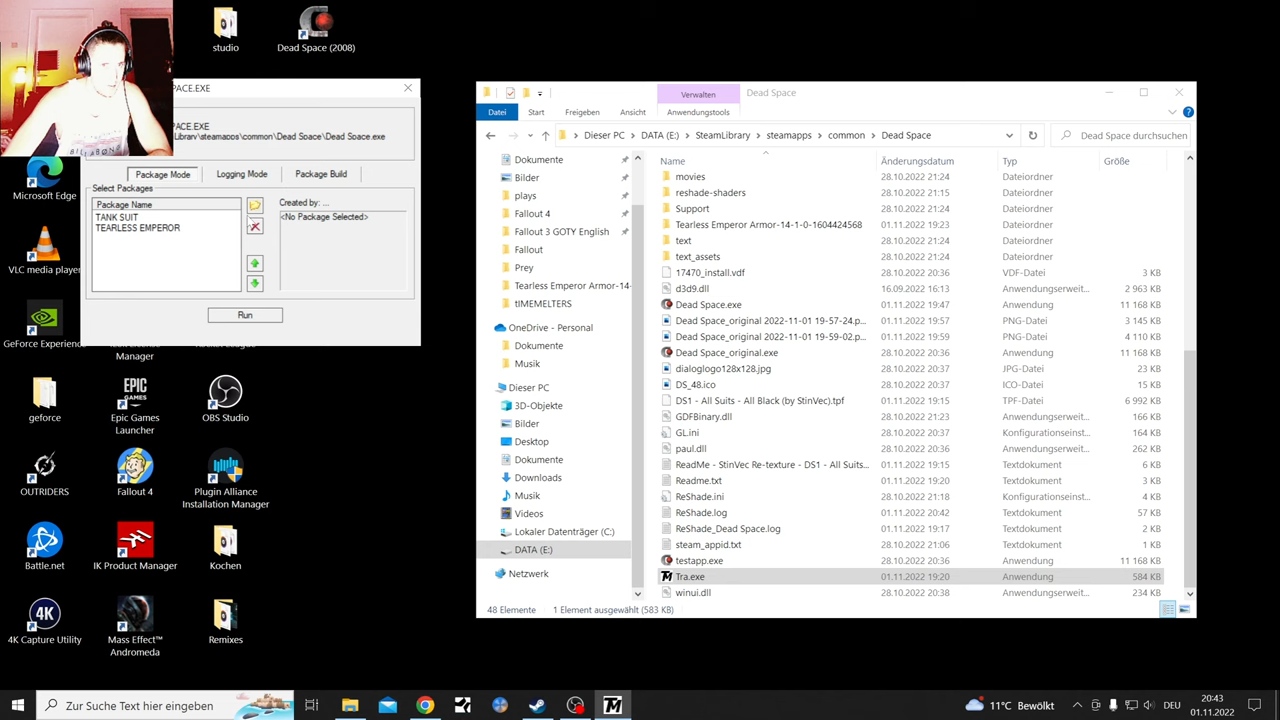 studio
Dead Space (2008)
Microsoft Edge
VLC media player
GeForce Experience
License
Manager
geforce
Epic Games
Launcher
OBS Studio
OUTRIDERS
Fallout 4
Plugin Alliance
Installation Manager
Battle.net
IK Product Manager
Kochen
4K Capture Utility
Mass Effect™
Andromeda
Remixes
PACE.EXE
PACE.EXE
Library\steamapps\common\Dead Space\Dead Space.exe
Package Mode
Logging Mode
Package Build
Select Packages
Package Name
TANK SUIT
TEARLESS EMPEROR
Created by: ...
<No Package Selected>
Run
Verwalten
Dead Space
Datei
Start
Freigeben
Ansicht
Anwendungstools
Dieser PC > DATA (E:) > SteamLibrary > steamapps > common > Dead Space
Dead Space durchsuchen
Dokumente
Bilder
plays
Fallout 4
Fallout 3 GOTY English
Fallout
Prey
Tearless Emperor Armor-14-
tIMEMELTERS
OneDrive - Personal
Dokumente
Musik
Dieser PC
3D-Objekte
Bilder
Desktop
Dokumente
Downloads
Musik
Videos
Lokaler Datenträger (C:)
DATA (E:)
Netzwerk
Name Änderungsdatum Typ Größe
movies 28.10.2022 21:24 Dateiordner
reshade-shaders 28.10.2022 21:15 Dateiordner
Support 28.10.2022 21:24 Dateiordner
Tearless Emperor Armor-14-1-0-1604424568 01.11.2022 19:23 Dateiordner
text 28.10.2022 21:24 Dateiordner
text_assets 28.10.2022 21:24 Dateiordner
17470_install.vdf 28.10.2022 20:36 VDF-Datei 3 KB
d3d9.dll 16.09.2022 16:13 Anwendungserweit... 2 963 KB
Dead Space.exe 01.11.2022 19:47 Anwendung 11 168 KB
Dead Space_original 2022-11-01 19-57-24.p... 01.11.2022 19:57 PNG-Datei 3 145 KB
Dead Space_original 2022-11-01 19-59-02.p... 01.11.2022 19:59 PNG-Datei 4 110 KB
Dead Space_original.exe 28.10.2022 20:36 Anwendung 11 168 KB
dialoglogo128x128.jpg 28.10.2022 20:36 JPG-Datei 23 KB
DS_48.ico 28.10.2022 20:36 ICO-Datei 15 KB
DS1 - All Suits - All Black (by StinVec).tpf 01.11.2022 19:15 TPF-Datei 6 992 KB
GDFBinary.dll 28.10.2022 21:23 Anwendungserweit... 166 KB
GL.ini 28.10.2022 20:37 Konfigurationseinst... 144 KB
paul.dll 28.10.2022 20:37 Anwendungserweit... 262 KB
ReadMe - StinVec Re-texture - DS1 - All Suits... 01.11.2022 19:15 Textdokument 6 KB
Readme.txt 01.11.2022 19:20 Textdokument 3 KB
ReShade.ini 28.10.2022 21:18 Konfigurationseinst... 4 KB
ReShade.log 01.11.2022 20:42 Textdokument 57 KB
ReShade_Dead Space.log 01.11.2022 19:17 Textdokument 2 KB
steam_appid.txt 28.10.2022 21:06 Textdokument 1 KB
testapp.exe 28.10.2022 20:36 Anwendung 11 168 KB
Tra.exe 01.11.2022 19:20 Anwendung 584 KB
winui.dll 28.10.2022 20:38 Anwendungserweit... 234 KB
48 Elemente
1 Element ausgewählt (583 KB)
Zur Suche Text hier eingeben
11°C Bewölkt
DEU
20:43
01.11.2022